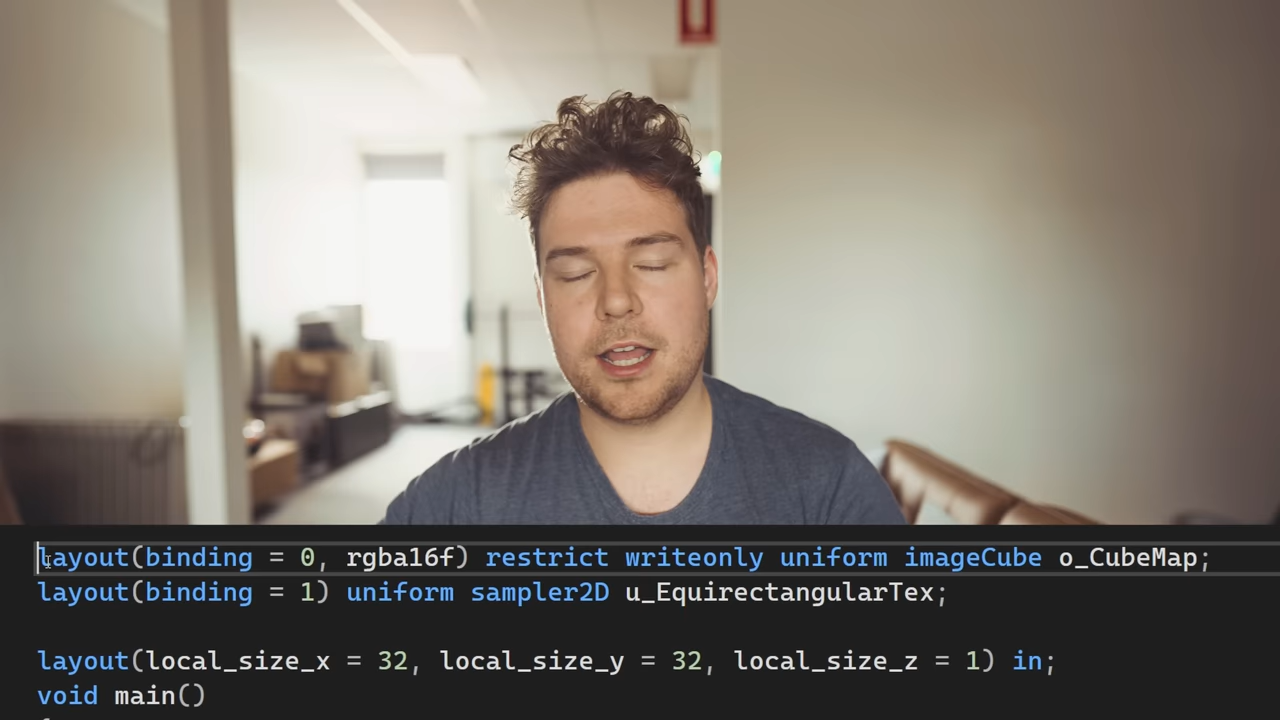 layout(binding = 0, rgba16f) restrict writeonly uniform imageCube o_CubeMap;
layout(binding = 1) uniform sampler2D u_EquirectangularTex;
layout(local_size_x = 32, local_size_y = 32, local_size_z = 1) in;
void main()